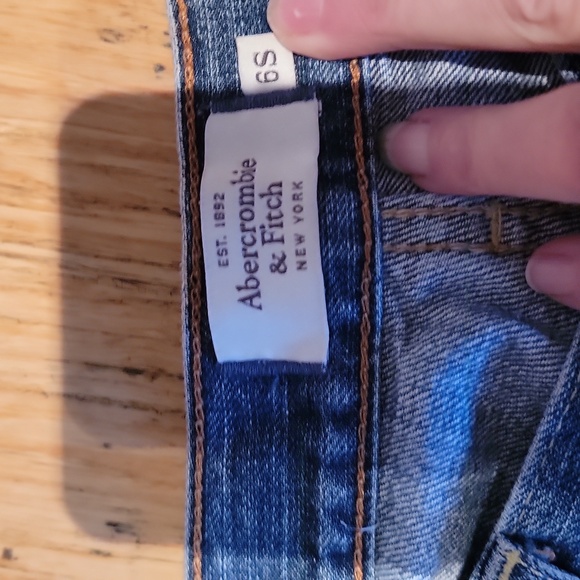 6S
EST. 1892
Abercrombie
& Fitch
NEW YORK